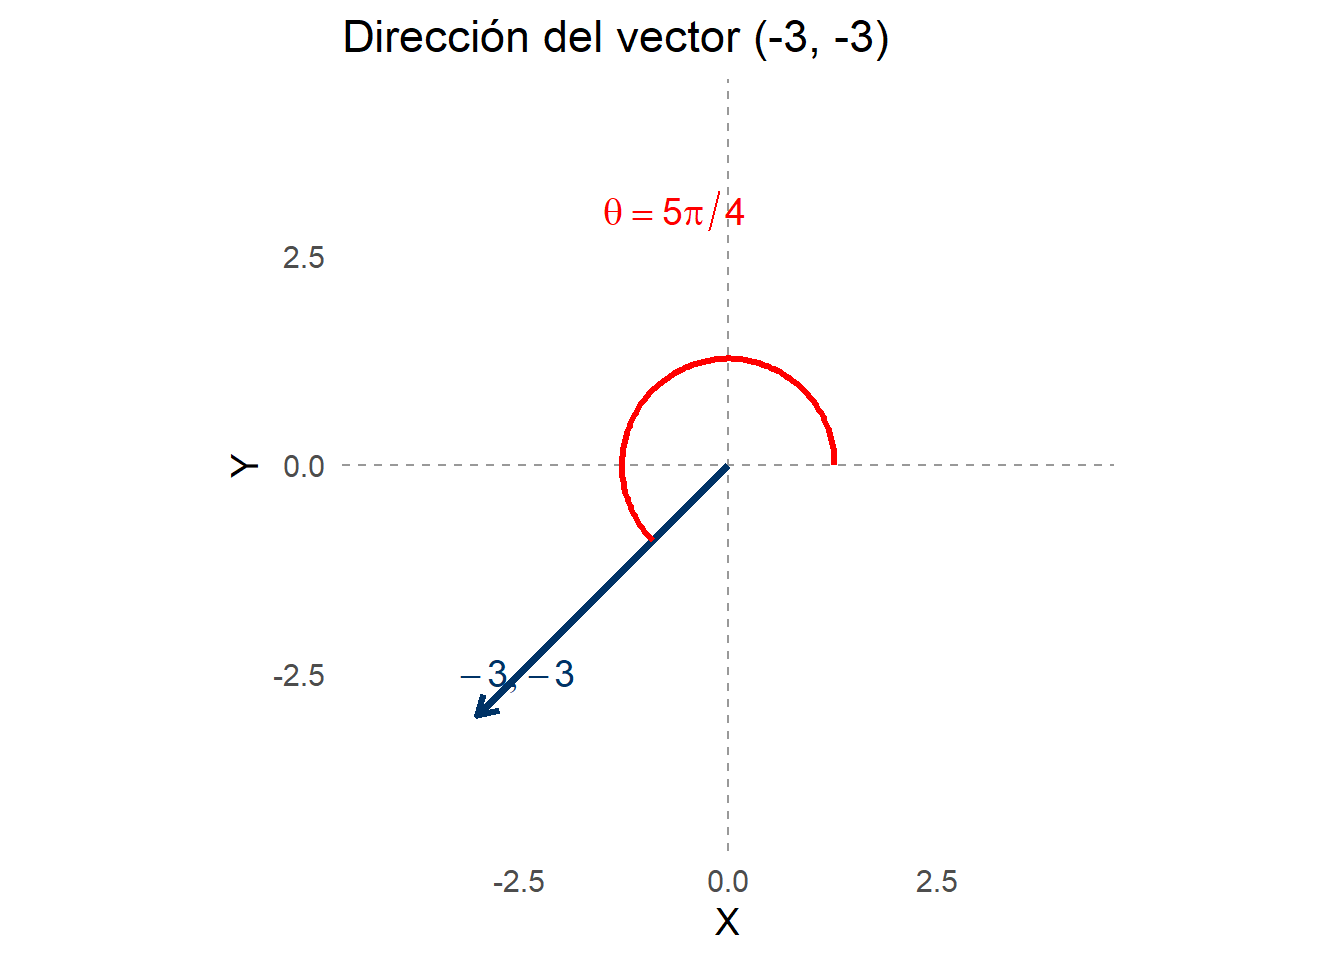 Dirección del vector (-3, -3)
θ = 5π/4
2.5
Y
0.0
−3, −3
-2.5
-2.5
0.0
2.5
X